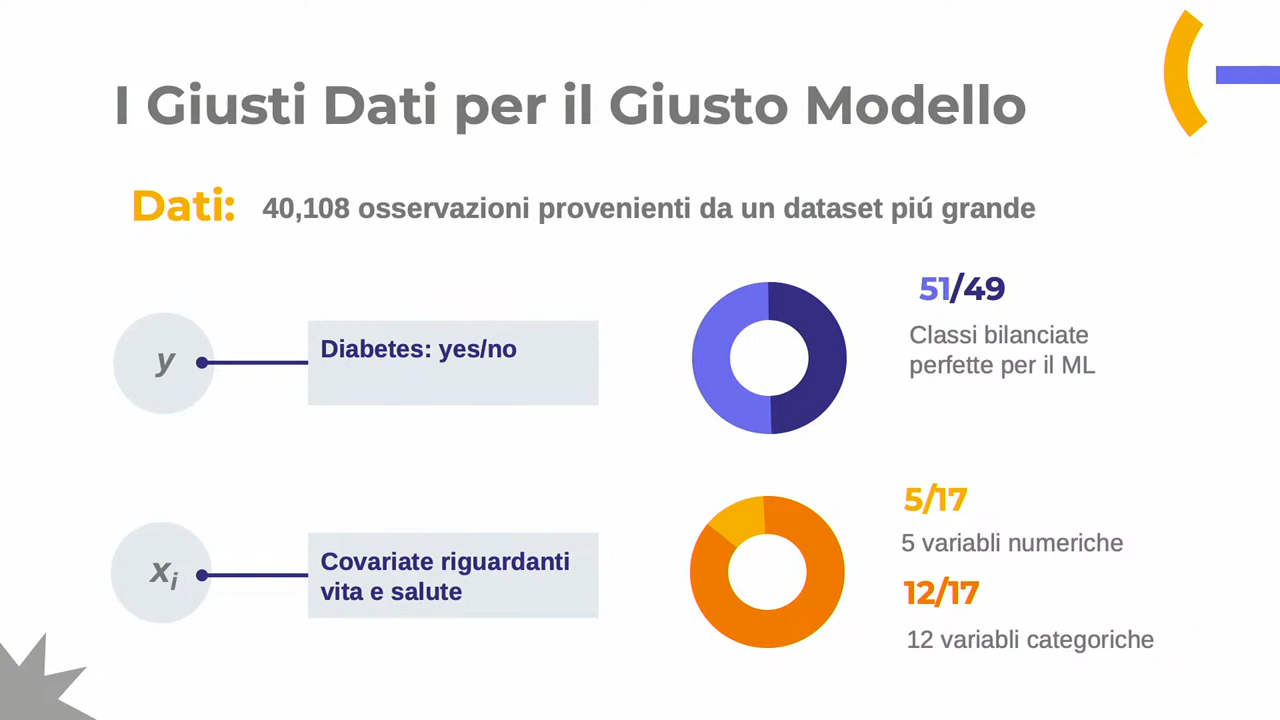 I Giusti Dati per il Giusto Modello
Dati: 40,108 osservazioni provenienti da un dataset piú grande
y
Diabetes: yes/no
51/49
Classi bilanciate
perfette per il ML
xi
Covariate riguardanti
vita e salute
5/17
5 variabli numeriche
12/17
12 variabli categoriche